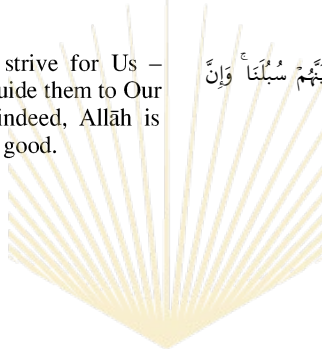 strive for Us –
uide them to Our
indeed, Allāh is
good.
سُبُلَنَا ۚ وَإِنَّ